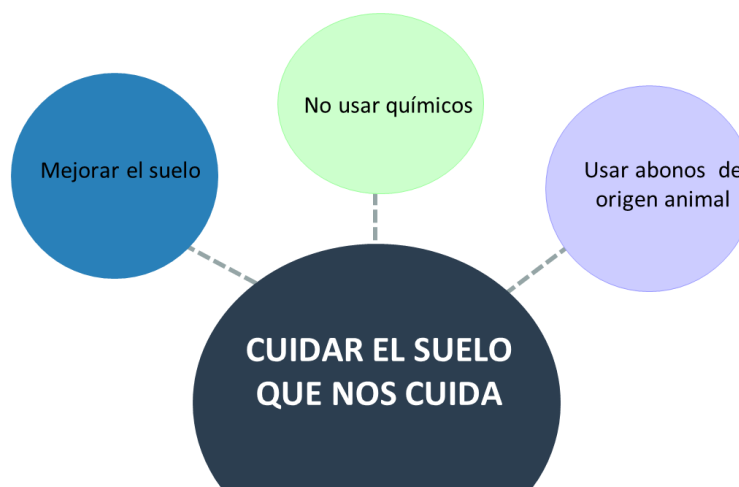 No usar químicos
Mejorar el suelo
Usar abonos de
origen animal
CUIDAR EL SUELO
QUE NOS CUIDA